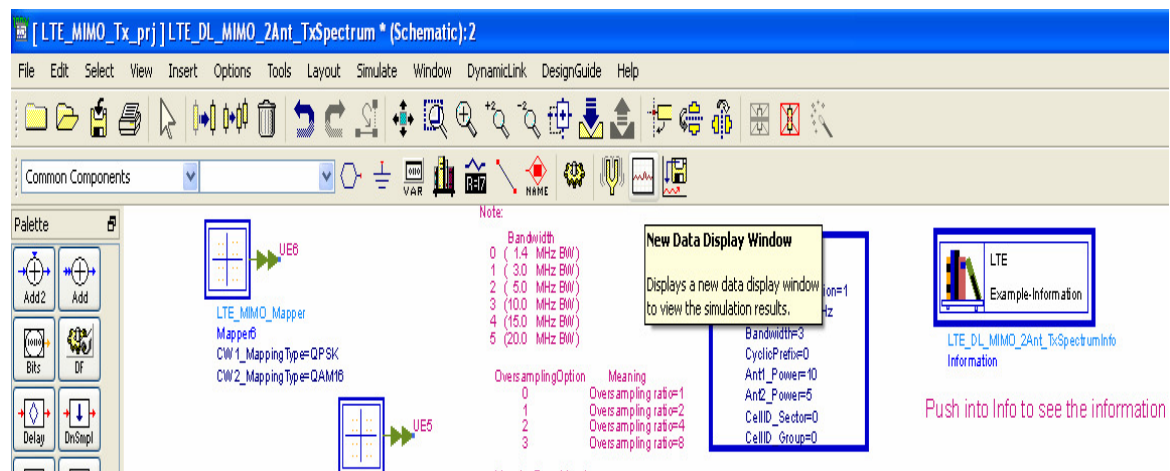 [ LTE_MIMO_Tx_prj ] LTE_DL_MIMO_2Ant_TxSpectrum * (Schematic):2
File Edit Select View Insert Options Tools Layout Simulate Window DynamicLink DesignGuide Help
+2 -2
Common Components
VAR
R=17
NAME
Palette
Add2 Add
Bits DF
Delay DnSmpl
UE6
LTE_MIMO_Mapper
Mapper6
CW1_MappingType=QPSK
CW2_MappingType=QAM16
UE5
Note:
Bandwidth
0 ( 1.4 MHz BW)
1 ( 3.0 MHz BW)
2 ( 5.0 MHz BW)
3 (10.0 MHz BW)
4 (15.0 MHz BW)
5 (20.0 MHz BW)
OversamplingOption Meaning
0 Oversampling ratio=1
1 Oversampling ratio=2
2 Oversampling ratio=4
3 Oversampling ratio=8
New Data Display Window
Displays a new data display window
to view the simulation results.
ion=1
Hz
Bandwidth=3
CyclicPrefix=0
Ant1_Power=10
Ant2_Power=5
CellID_Sector=0
CellID_Group=0
LTE
Example-Information
LTE_DL_MIMO_2Ant_TxSpectrumInfo
Information
Push into Info to see the information